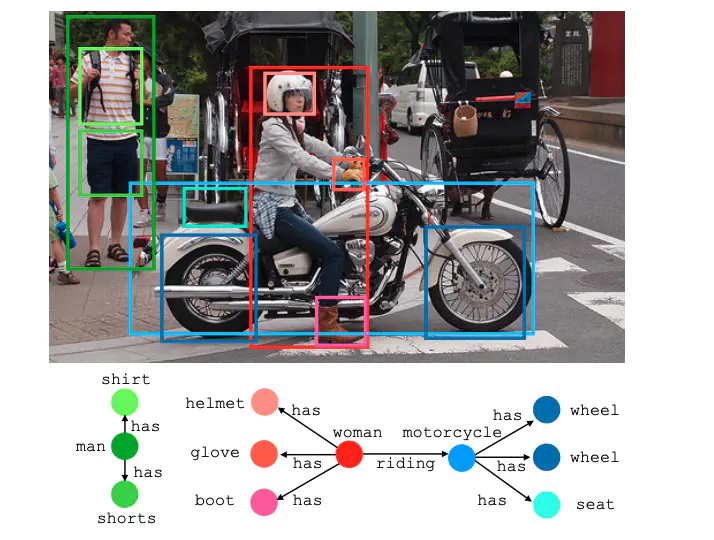 shirt
has
man
has
shorts
helmet
has
glove
has
boot
has
woman
riding
motorcycle
has
wheel
has
wheel
has
seat